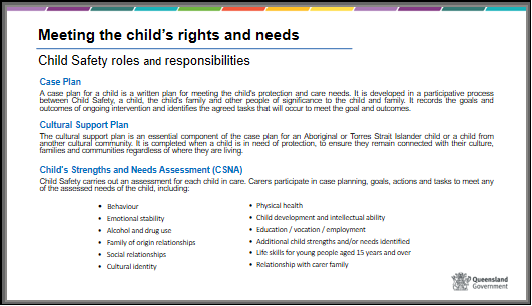 Meeting the child's rights and needs
Child Safety roles and responsibilities
Case Plan
A case plan for a child is a written plan for meeting the child's protection and care needs. It is developed in a participative process
between Child Safety, a child, the child's family and other people of significance to the child and family. It records the goals and
outcomes of ongoing intervention and identifies the agreed tasks that will occur to meet the goal and outcomes.
Cultural Support Plan
The cultural support plan is an essential component of the case plan for an Aboriginal or Torres Strait Islander child or a child from
another cultural community. It is completed when a child is in need of protection, to ensure they remain connected with their culture,
families and communities regardless of where they are living.
Child's Strengths and Needs Assessment (CSNA)
Child Safety carries out an assessment for each child in care. Carers participate in case planning, goals, actions and tasks to meet any
of the assessed needs of the child, including:
• Behaviour
• Emotional stability
• Alcohol and drug use
• Family of origin relationships
• Social relationships
• Cultural identity
• Physical health
• Child development and intellectual ability
• Education / vocation / employment
• Additional child strengths and/or needs identified
• Life skills for young people aged 15 years and over
• Relationship with carer family
Queensland
Government